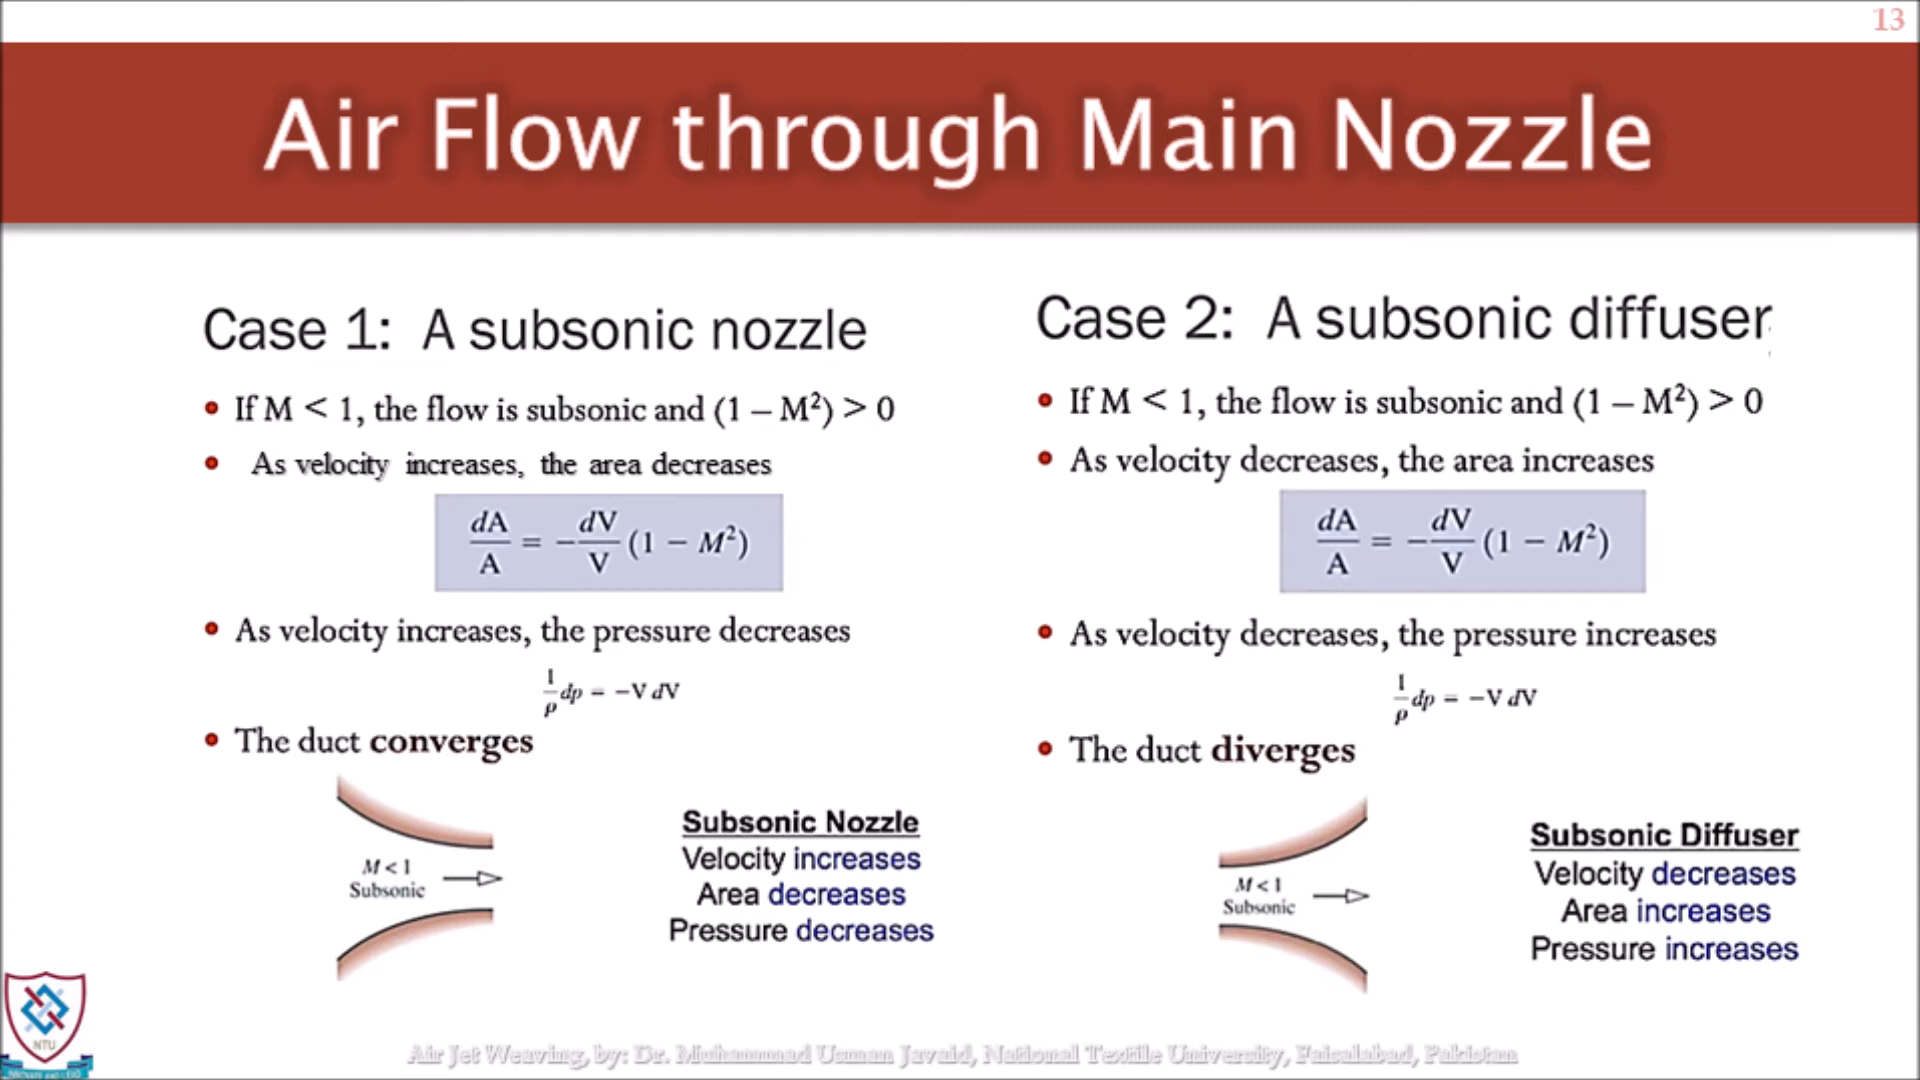 13
Air Flow through Main Nozzle
Case 1: A subsonic nozzle
• If M < 1, the flow is subsonic and (1 – M²) > 0
• As velocity increases, the area decreases
dA/A = −dV/V (1 − M²)
• As velocity increases, the pressure decreases
1/ρ dp = −V dV
• The duct converges
M < 1
Subsonic
Subsonic Nozzle
Velocity increases
Area decreases
Pressure decreases
Case 2: A subsonic diffuser
• If M < 1, the flow is subsonic and (1 – M²) > 0
• As velocity decreases, the area increases
dA/A = −dV/V (1 − M²)
• As velocity decreases, the pressure increases
1/ρ dp = −V dV
• The duct diverges
M < 1
Subsonic
Subsonic Diffuser
Velocity decreases
Area increases
Pressure increases
NTU
Air Jet Weaving, by: Dr. Muhammad Usman Javaid, National Textile University, Faisalabad, Pakistan